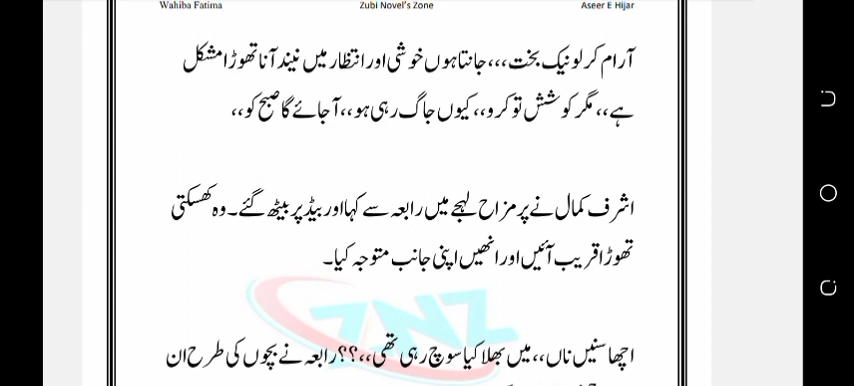 Wahiba Fatima Zubi Novel's Zone Aseer E Hijar
آرام کر لو نیک بخت،،،جانتا ہوں خوشی اور انتظار میں نیند آنا تھوڑا مشکل
ہے،،مگر کوشش تو کرو،،کیوں جاگ رہی ہو،،آ جائے گا صبح کو،،
اشرف کمال نے پر مزاح لہجے میں رابعہ سے کہا اور بیڈ پر بیٹھ گئے۔وہ کھسکتی
تھوڑا قریب آئیں اور انھیں اپنی جانب متوجہ کیا۔
ZNZ
اچھا سنیں ناں،،میں بھلا کیا سوچ رہی تھی،،؟؟رابعہ نے بچوں کی طرح ان